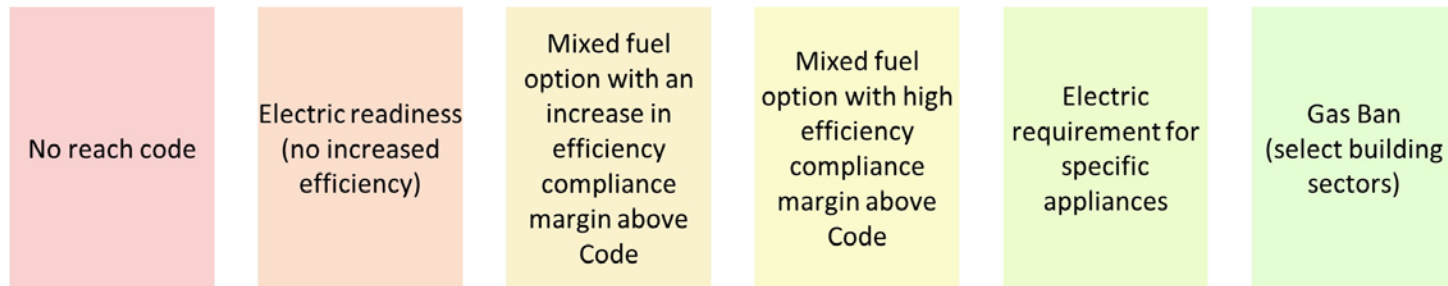 No reach code
Electric readiness
(no increased
efficiency)
Mixed fuel
option with an
increase in
efficiency
compliance
margin above
Code
Mixed fuel
option with high
efficiency
compliance
margin above
Code
Electric
requirement for
specific
appliances
Gas Ban
(select building
sectors)